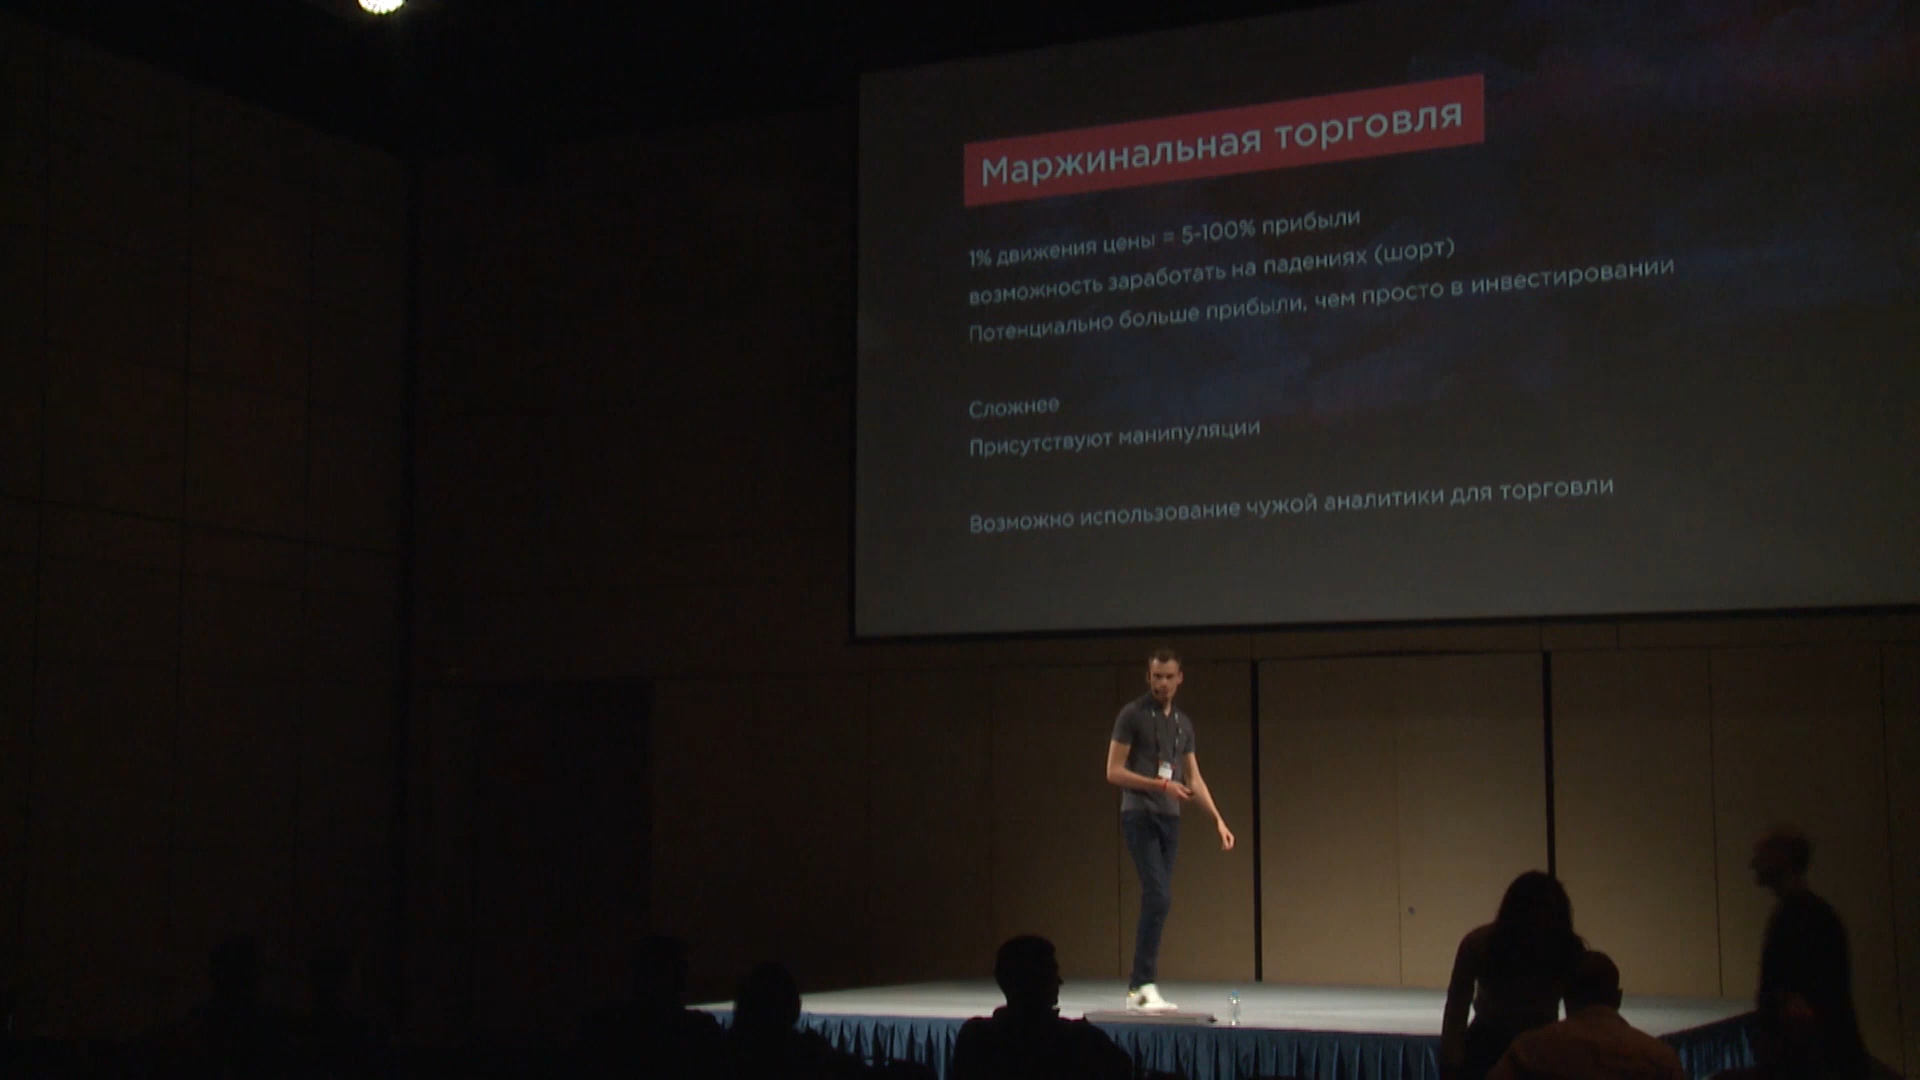 Маржинальная торговля
1% движения цены = 5-100% прибыли
возможность заработать на падениях (шорт)
Потенциально больше прибыли, чем просто в инвестировании
Сложнее
Присутствуют манипуляции
Возможно использование чужой аналитики для торговли